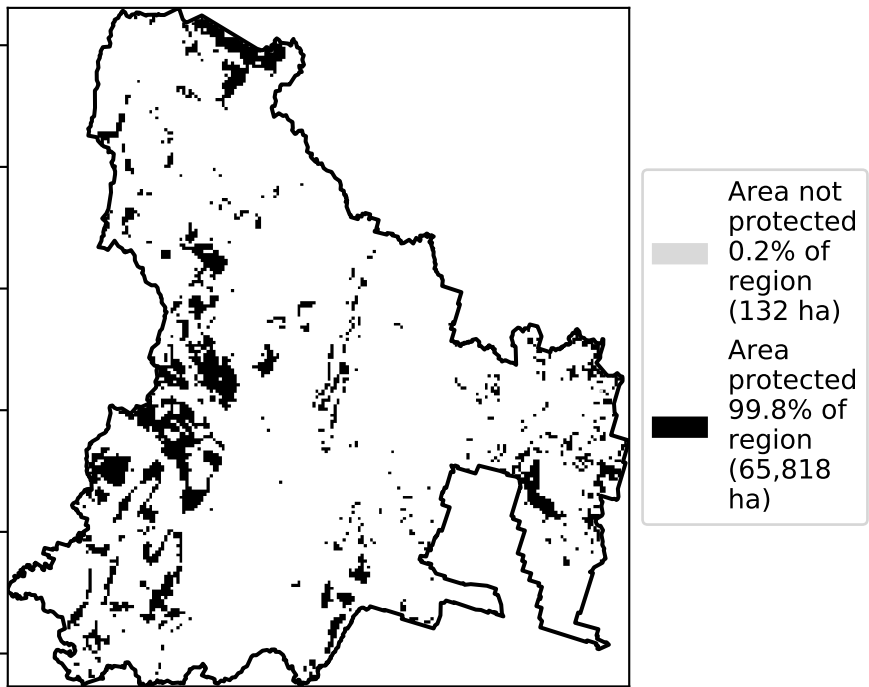 Area not
protected
0.2% of
region
(132 ha)
Area
protected
99.8% of
region
(65,818
ha)